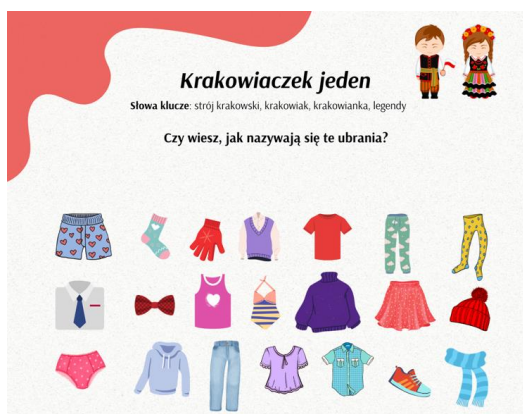 Krakowiaczek jeden
Słowa klucze: strój krakowski, krakowiak, krakowianka, legendy
Czy wiesz, jak nazywają się te ubrania?